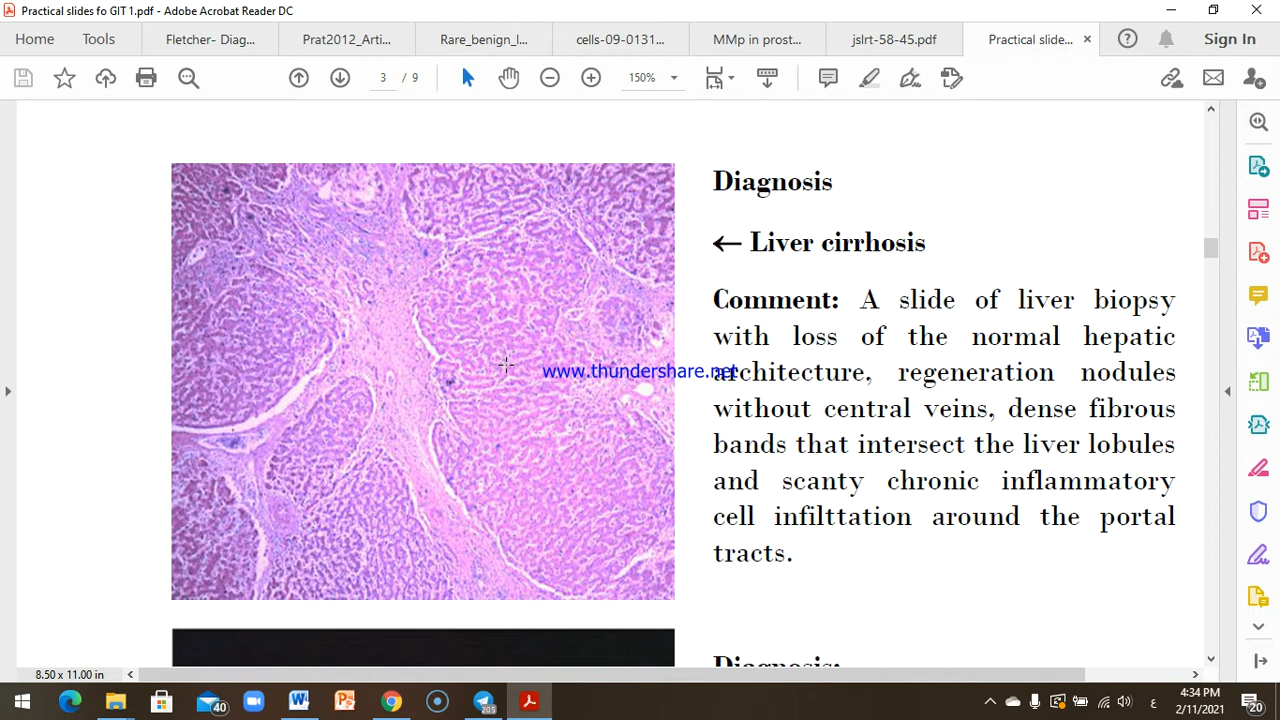 Practical slides fo GIT 1.pdf - Adobe Acrobat Reader DC
Home Tools Fletcher- Diag... Prat2012_Arti... Rare_benign_l... cells-09-0131... MMp in prost... jslrt-58-45.pdf Practical slide... × Sign In
3 / 9 150%
Diagnosis
← Liver cirrhosis
Comment: A slide of liver biopsy
with loss of the normal hepatic
www.thundershare.net
architecture, regeneration nodules
without central veins, dense fibrous
bands that intersect the liver lobules
and scanty chronic inflammatory
cell infilttation around the portal
tracts.
Diagnosis:
8.50 x 11.00 in
40 205 ع 4:34 PM
2/11/2021 20